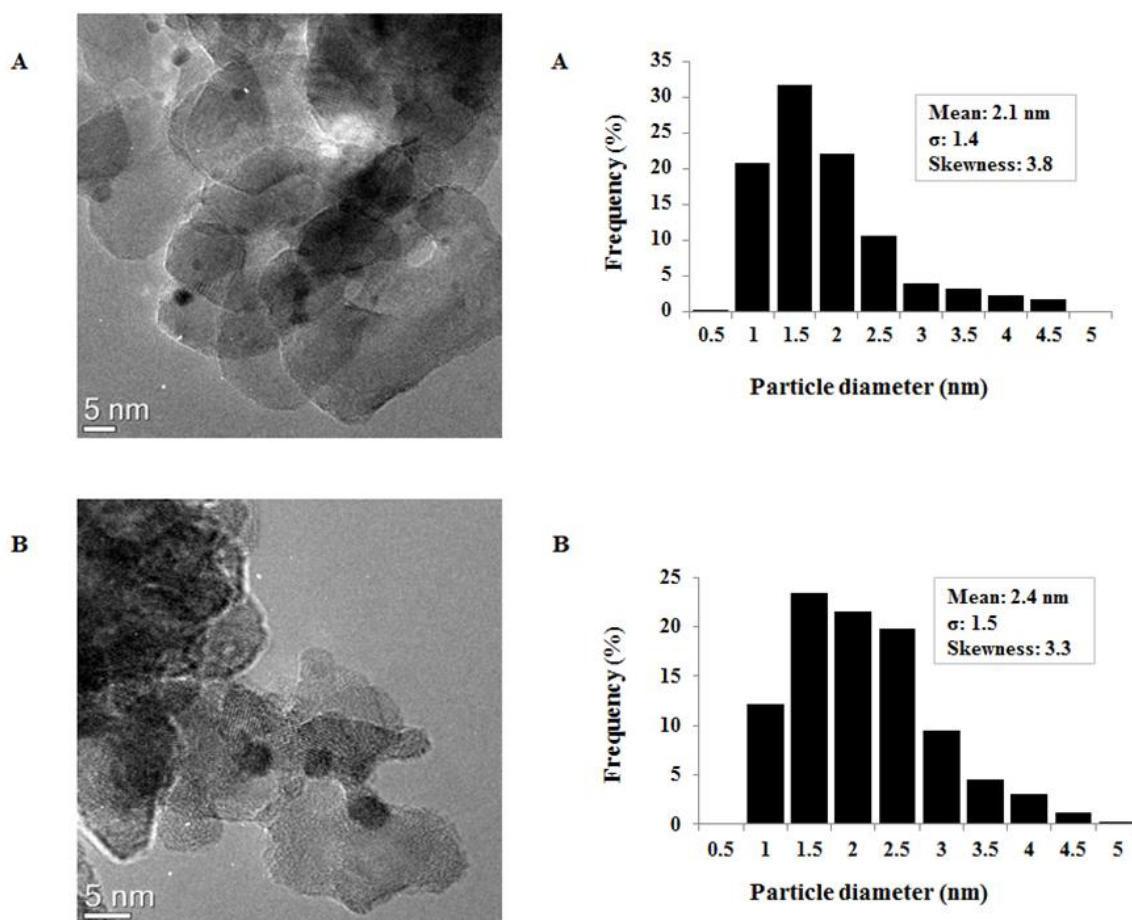 A
5 nm
A
Frequency (%)
35
30
25
20
15
10
5
0
Mean: 2.1 nm
σ: 1.4
Skewness: 3.8
0.5 1 1.5 2 2.5 3 3.5 4 4.5 5
Particle diameter (nm)
B
5 nm
B
Frequency (%)
25
20
15
10
5
0
Mean: 2.4 nm
σ: 1.5
Skewness: 3.3
0.5 1 1.5 2 2.5 3 3.5 4 4.5 5
Particle diameter (nm)